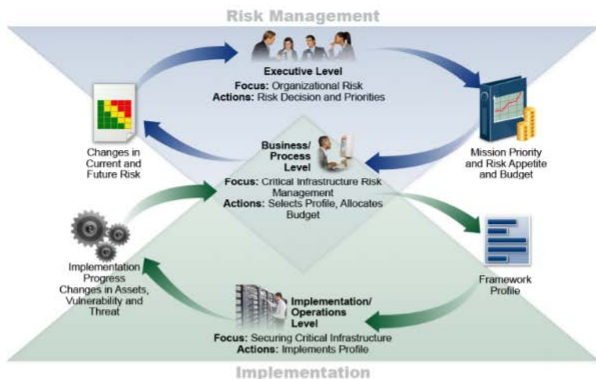 Risk Management
Executive Level
Focus: Organizational Risk
Actions: Risk Decision and Priorities
Changes in
Current and
Future Risk
Mission Priority
and Risk Appetite
and Budget
Business/
Process
Level
Focus: Critical Infrastructure Risk
Management
Actions: Selects Profile, Allocates
Budget
Implementation
Progress
Changes in Assets,
Vulnerability and
Threat
Framework
Profile
Implementation/
Operations
Level
Focus: Securing Critical Infrastructure
Actions: Implements Profile
Implementation